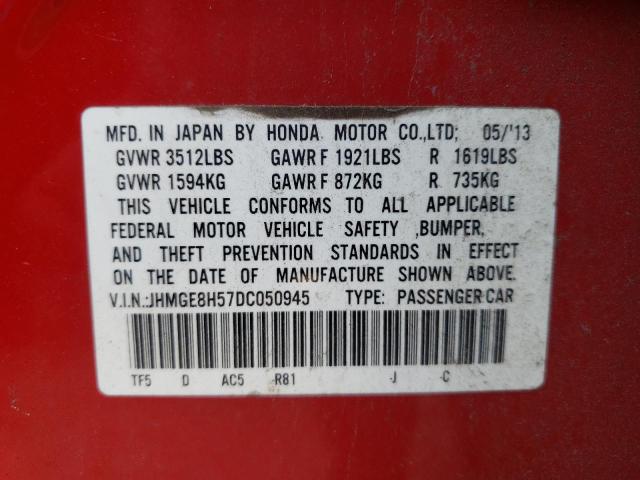 MFD. IN JAPAN BY HONDA MOTOR CO.,LTD; 05/'13
GVWR 3512LBS GAWR F 1921LBS R 1619LBS
GVWR 1594KG GAWR F 872KG R 735KG
THIS VEHICLE CONFORMS TO ALL APPLICABLE
FEDERAL MOTOR VEHICLE SAFETY ,BUMPER,
AND THEFT PREVENTION STANDARDS IN EFFECT
ON THE DATE OF MANUFACTURE SHOWN ABOVE.
V.I.N.:JHMGE8H57DC050945 TYPE: PASSENGER CAR
TF5 D AC5 -R81 -J -C